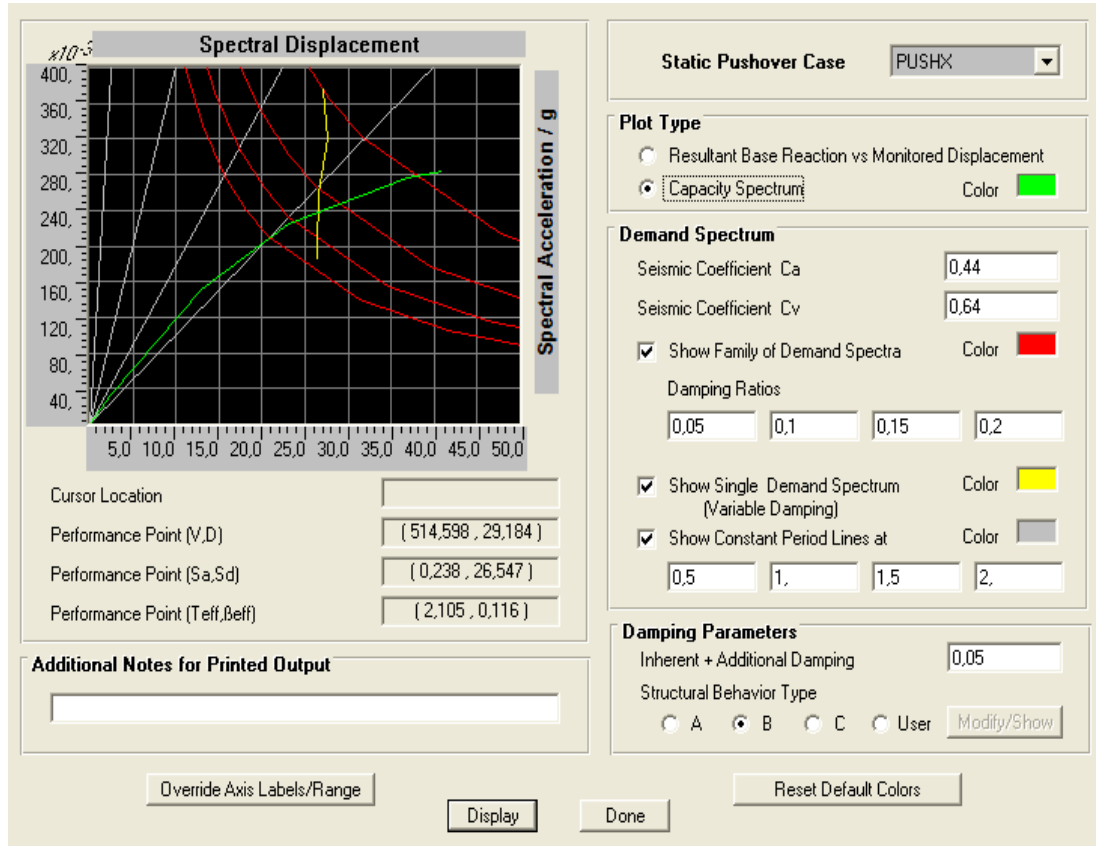 Spectral Displacement
x10-3
400,
360,
320,
280,
240,
200,
160,
120,
80,
40,
Spectral Acceleration / g
5,0 10,0 15,0 20,0 25,0 30,0 35,0 40,0 45,0 50,0
Cursor Location
Performance Point (V,D) ( 514,598 , 29,184 )
Performance Point (Sa,Sd) ( 0,238 , 26,547 )
Performance Point (Teff,ßeff) ( 2,105 , 0,116 )
Additional Notes for Printed Output
Static Pushover Case PUSHX
Plot Type
Resultant Base Reaction vs Monitored Displacement
Capacity Spectrum Color
Demand Spectrum
Seismic Coefficient Ca 0,44
Seismic Coefficient Cv 0,64
Show Family of Demand Spectra Color
Damping Ratios
0,05 0,1 0,15 0,2
Show Single Demand Spectrum Color
(Variable Damping)
Show Constant Period Lines at Color
0,5 1, 1,5 2,
Damping Parameters
Inherent + Additional Damping 0,05
Structural Behavior Type
A B C User Modify/Show
Override Axis Labels/Range
Reset Default Colors
Display
Done